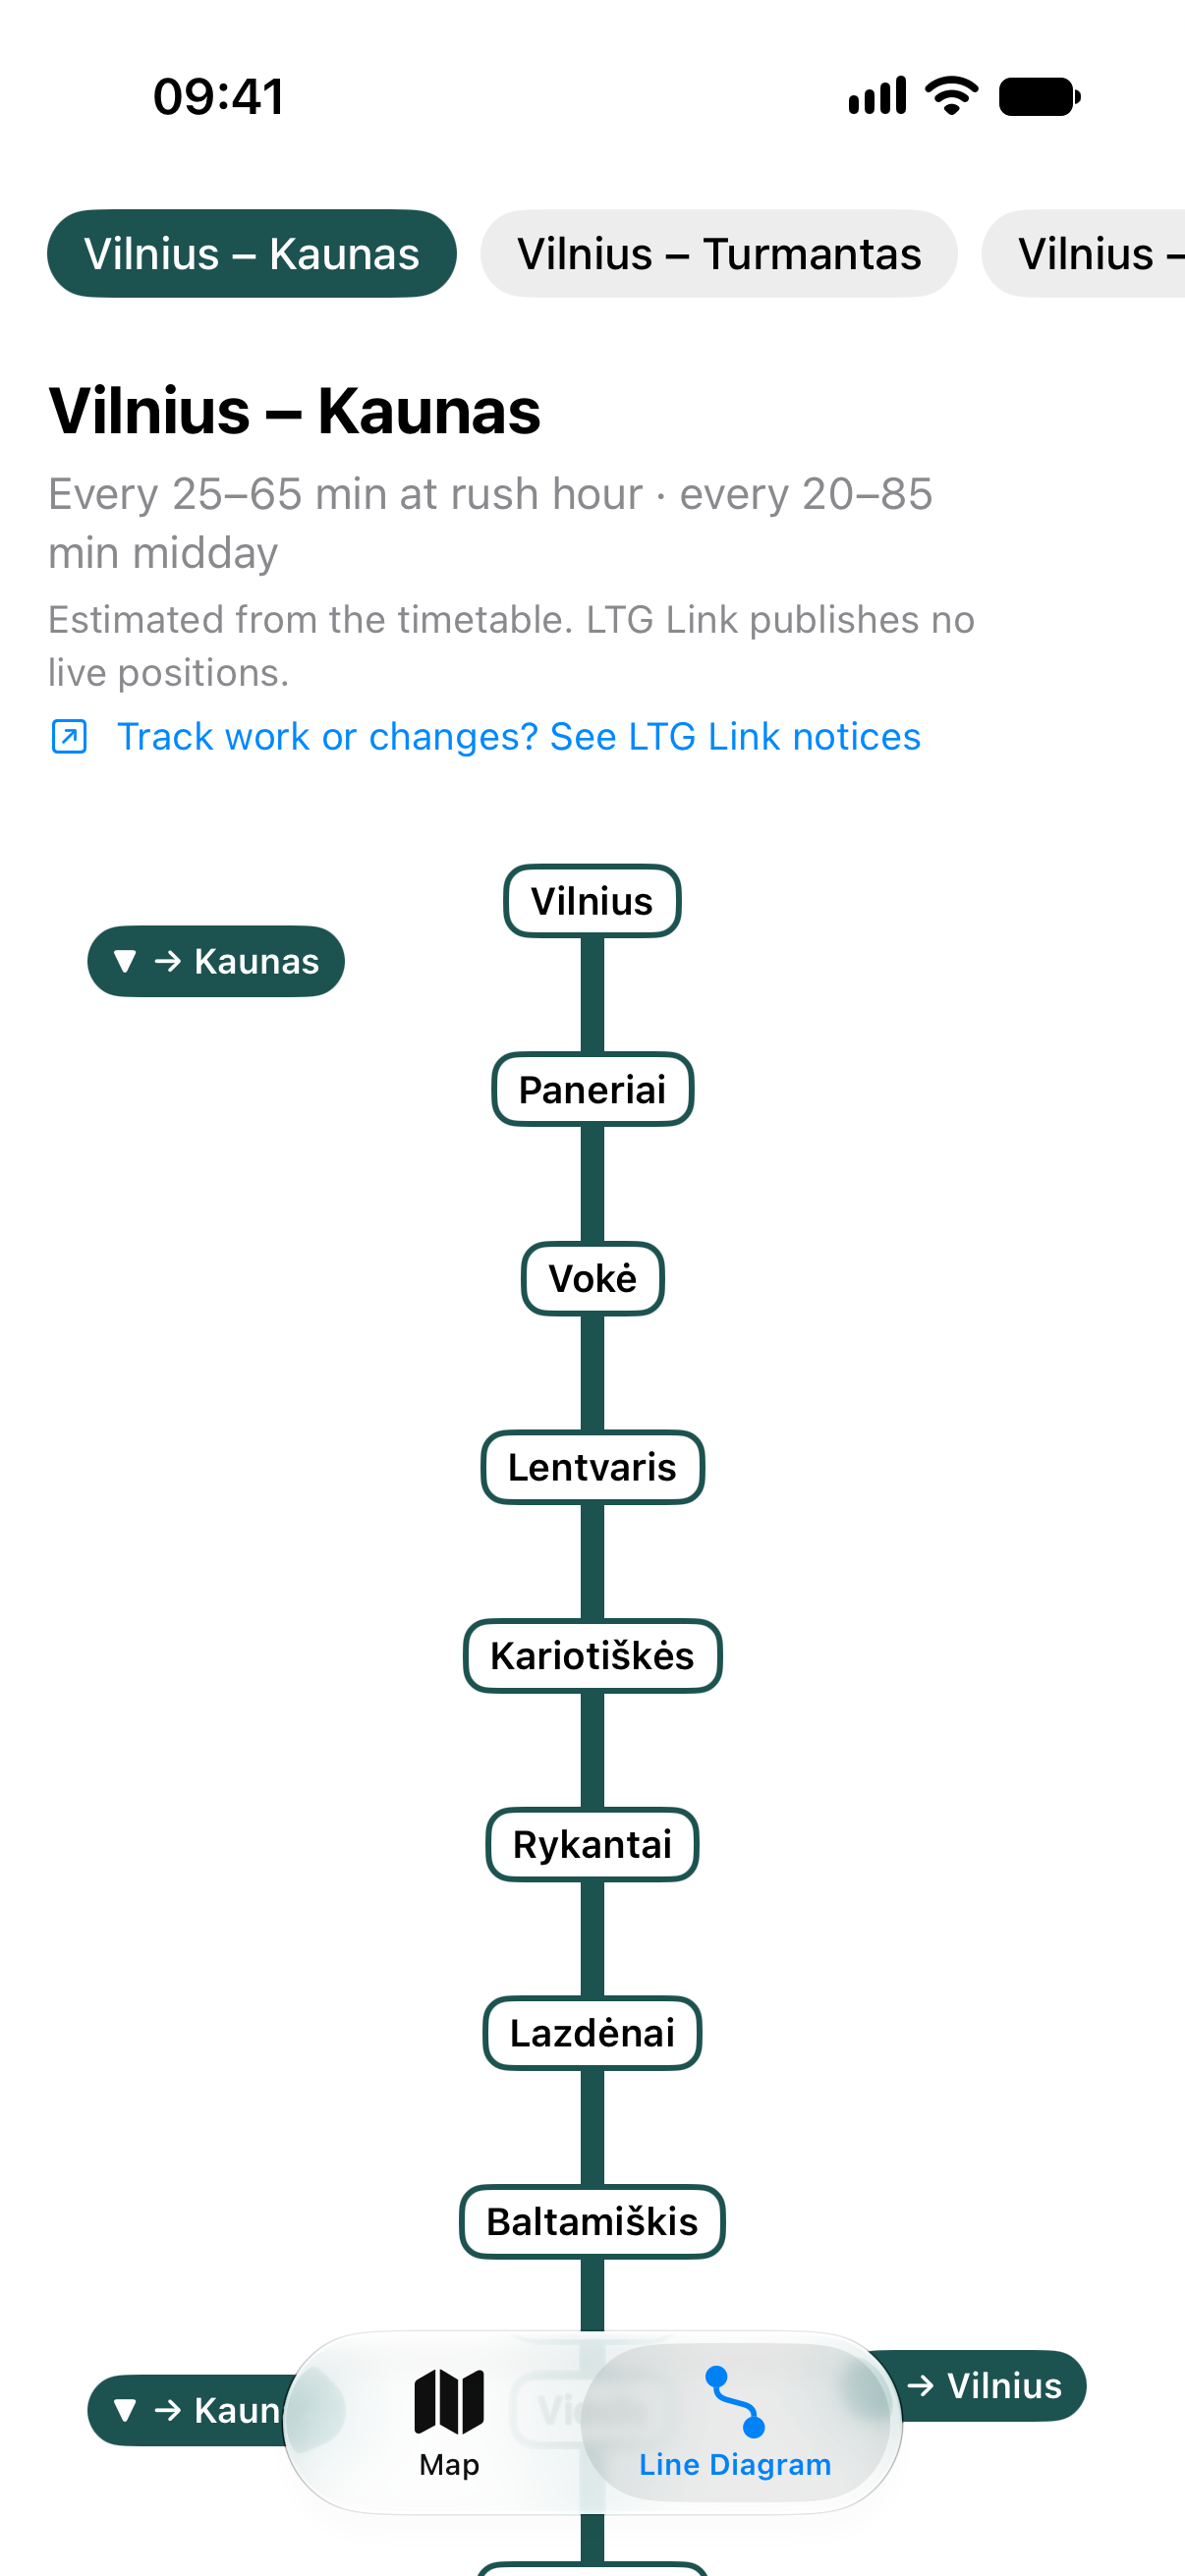 09:41
Vilnius – Kaunas
Vilnius – Turmantas
Vilnius –
Vilnius – Kaunas
Every 25–65 min at rush hour · every 20–85
min midday
Estimated from the timetable. LTG Link publishes no
live positions.
Track work or changes? See LTG Link notices
Vilnius
→ Kaunas
Paneriai
Vokė
Lentvaris
Kariotiškės
Rykantai
Lazdėnai
Baltamiškis
→ Vilnius
Map
Line Diagram